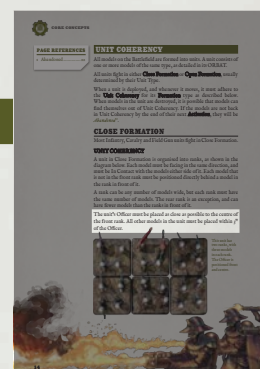 CORE CONCEPTS
PAGE REFERENCES
UNIT COHERENCY
All models on the Battlefield are formed into units. A unit consists of
one or more models of the same type, as detailed in its
All units fight in either Close Formation or Open Formation, usually
determined by their Unit Type.
When a unit is deployed, and whenever it moves, it must adhere to
the Unit Coherency for its Formation type as described below.
When models in the unit are destroyed, it is possible that models can
find themselves out of Unit Coherency. If the models are not back
in Unit Coherency by the end of their next Activation, they will be
CLOSE FORMATION
Most Infantry, Cavalry and Field Gun units fight in Close Formation.
UNIT COHERENCY
A unit in Close Formation is organised into ranks, as shown in the
diagram below. Each model must be facing in the same direction, and
must be in Contact with the models either side of it. Each model that
is not in the front rank must be positioned directly behind a model in
the rank in front of it.
A rank can be any number of models wide, but each rank must have
the same number of models. The rear rank is an exception, and can
have fewer models than the ranks in front of it.
The unit's Officer must be placed as close as possible to the centre of
the front rank. All other models in the unit must be placed within 5"
of the Officer.